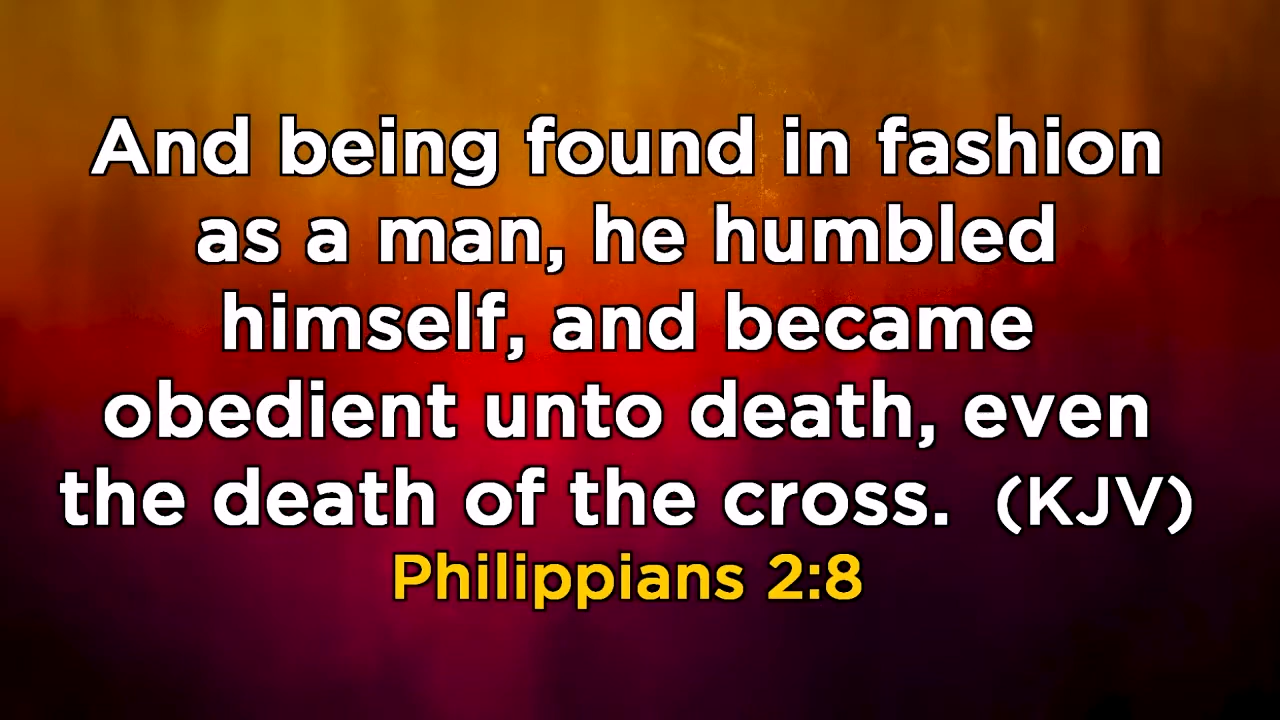 And being found in fashion
as a man, he humbled
himself, and became
obedient unto death, even
the death of the cross. (KJV)
Philippians 2:8